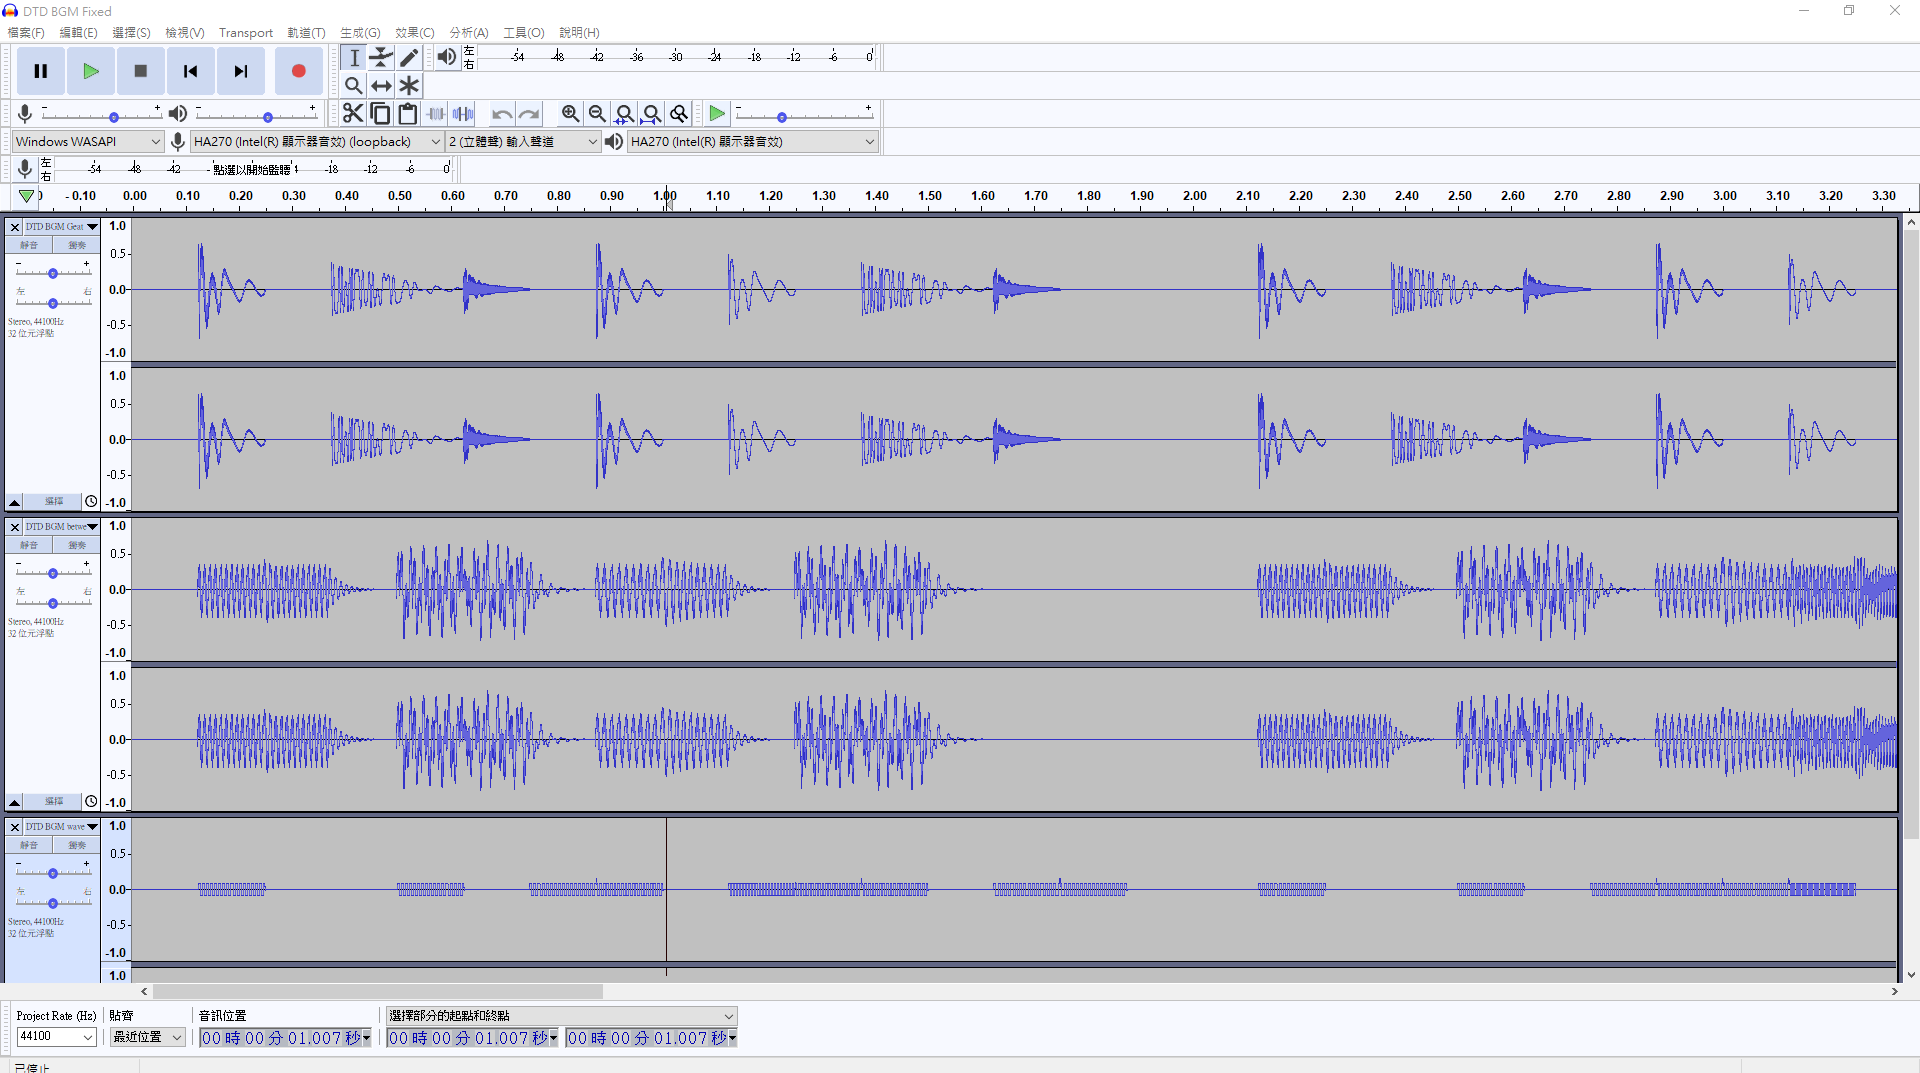 DTD BGM Fixed
檔案(F) 編輯(E) 選擇(S) 檢視(V) Transport 軌道(T) 生成(G) 效果(C) 分析(A) 工具(O) 說明(H)
左 -54 -48 -42 -36 -30 -24 -18 -12 -6 0
右
Windows WASAPI HA270 (Intel(R) 顯示器音效) (loopback) 2 (立體聲) 輸入聲道 HA270 (Intel(R) 顯示器音效)
左 -54 -48 -42 - 點選以開始監聽 -18 -12 -6 0
右
-0.10 0.00 0.10 0.20 0.30 0.40 0.50 0.60 0.70 0.80 0.90 1.00 1.10 1.20 1.30 1.40 1.50 1.60 1.70 1.80 1.90 2.00 2.10 2.20 2.30 2.40 2.50 2.60 2.70 2.80 2.90 3.00 3.10 3.20 3.30
DTD BGM Geat 1.0
靜音 獨奏
- + 0.5
左 右 0.0
Stereo, 44100Hz -0.5
32 位元浮點
-1.0
1.0
0.5
0.0
-0.5
選擇 -1.0
DTD BGM betwe 1.0
靜音 獨奏
- + 0.5
左 右 0.0
Stereo, 44100Hz -0.5
32 位元浮點
-1.0
1.0
0.5
0.0
-0.5
選擇 -1.0
DTD BGM wave 1.0
靜音 獨奏
- + 0.5
左 右 0.0
Stereo, 44100Hz -0.5
32 位元浮點
-1.0
1.0
Project Rate (Hz) 貼齊 音訊位置 選擇部分的起點和終點
44100 最近位置 00 時 00 分 01.007 秒 00 時 00 分 01.007 秒 00 時 00 分 01.007 秒
已停止